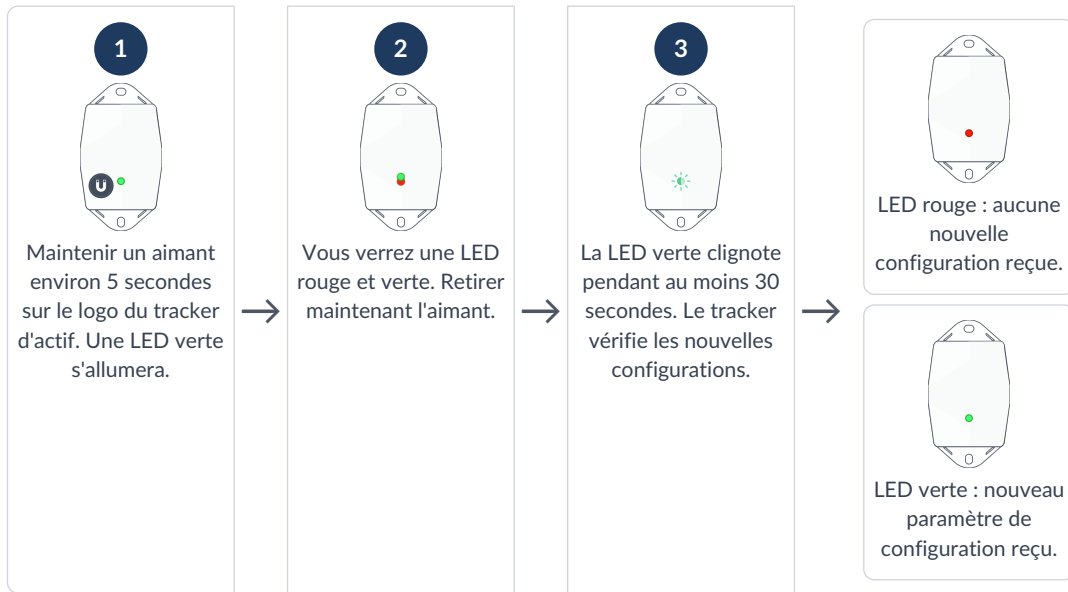 1
Maintenir un aimant
environ 5 secondes
sur le logo du tracker
d'actif. Une LED verte
s'allumera.
2
Vous verrez une LED
rouge et verte. Retirer
maintenant l'aimant.
3
La LED verte clignote
pendant au moins 30
secondes. Le tracker
vérifie les nouvelles
configurations.
LED rouge : aucune
nouvelle
configuration reçue.
LED verte : nouveau
paramètre de
configuration reçu.